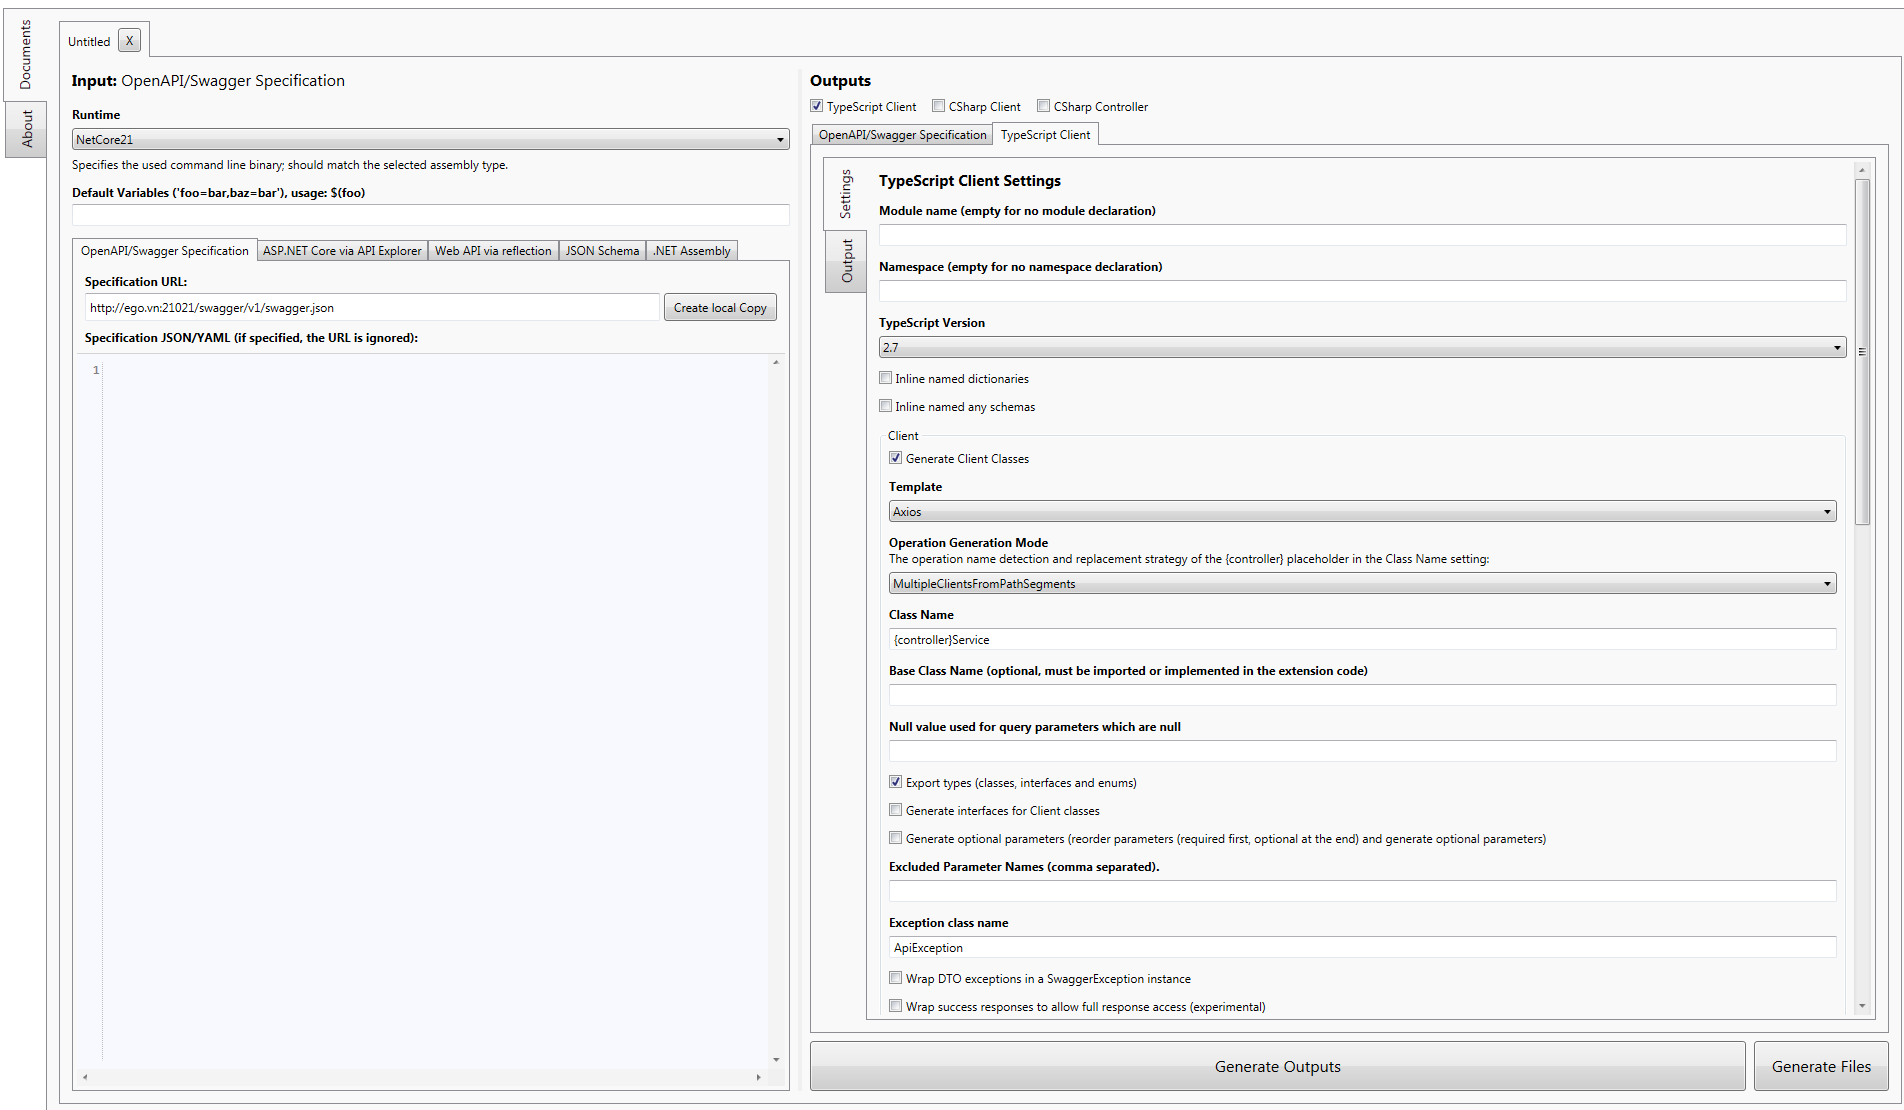 Documents
About
Untitled
X
Input: OpenAPI/Swagger Specification
Runtime
NetCore21
Specifies the used command line binary; should match the selected assembly type.
Default Variables ('foo=bar,baz=bar'), usage: $(foo)
OpenAPI/Swagger Specification
ASP.NET Core via API Explorer
Web API via reflection
JSON Schema
.NET Assembly
Specification URL:
http://ego.vn:21021/swagger/v1/swagger.json
Create local Copy
Specification JSON/YAML (if specified, the URL is ignored):
1
Outputs
TypeScript Client
CSharp Client
CSharp Controller
OpenAPI/Swagger Specification
TypeScript Client
Settings
Output
TypeScript Client Settings
Module name (empty for no module declaration)
Namespace (empty for no namespace declaration)
TypeScript Version
2.7
Inline named dictionaries
Inline named any schemas
Client
Generate Client Classes
Template
Axios
Operation Generation Mode
The operation name detection and replacement strategy of the {controller} placeholder in the Class Name setting:
MultipleClientsFromPathSegments
Class Name
{controller}Service
Base Class Name (optional, must be imported or implemented in the extension code)
Null value used for query parameters which are null
Export types (classes, interfaces and enums)
Generate interfaces for Client classes
Generate optional parameters (reorder parameters (required first, optional at the end) and generate optional parameters)
Excluded Parameter Names (comma separated).
Exception class name
ApiException
Wrap DTO exceptions in a SwaggerException instance
Wrap success responses to allow full response access (experimental)
Generate Outputs
Generate Files